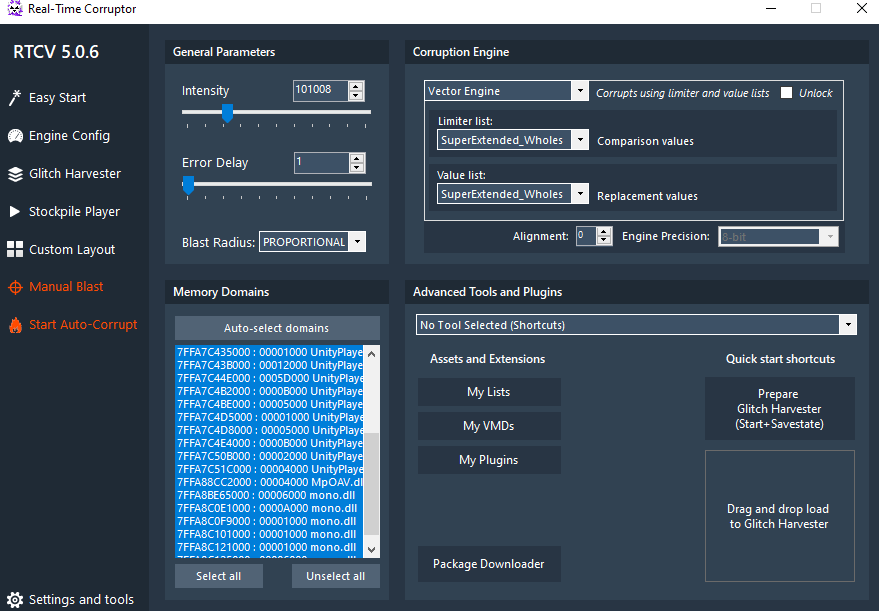 Real-Time Corruptor
RTCV 5.0.6
Easy Start
Engine Config
Glitch Harvester
Stockpile Player
Custom Layout
Manual Blast
Start Auto-Corrupt
Settings and tools
General Parameters
Intensity
101008
Error Delay
1
Blast Radius:
PROPORTIONAL
Corruption Engine
Vector Engine
Corrupts using limiter and value lists
Unlock
Limiter list:
SuperExtended_Wholes
Comparison values
Value list:
SuperExtended_Wholes
Replacement values
Alignment:
0
Engine Precision:
8-bit
Memory Domains
Auto-select domains
7FFA7C435000 : 00001000 UnityPlaye
7FFA7C43B000 : 00012000 UnityPlaye
7FFA7C44E000 : 0005D000 UnityPlaye
7FFA7C4B2000 : 0000B000 UnityPlaye
7FFA7C4BE000 : 00005000 UnityPlaye
7FFA7C4D5000 : 00001000 UnityPlaye
7FFA7C4D8000 : 00005000 UnityPlaye
7FFA7C4E4000 : 0000B000 UnityPlaye
7FFA7C50B000 : 00002000 UnityPlaye
7FFA7C51C000 : 00004000 UnityPlaye
7FFA88CC2000 : 00004000 MpOAV.dl
7FFA8BE65000 : 00006000 mono.dll
7FFA8C0E1000 : 0000A000 mono.dll
7FFA8C0F9000 : 00001000 mono.dll
7FFA8C101000 : 00001000 mono.dll
7FFA8C121000 : 00001000 mono.dll
Select all
Unselect all
Advanced Tools and Plugins
No Tool Selected (Shortcuts)
Assets and Extensions
My Lists
My VMDs
My Plugins
Package Downloader
Quick start shortcuts
Prepare
Glitch Harvester
(Start+Savestate)
Drag and drop load
to Glitch Harvester